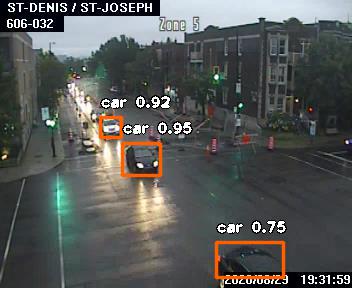 ST-DENIS / ST-JOSEPH
606-032
Zone 5
car 0.92
car 0.95
car 0.75
2020/08/29 19:31:59